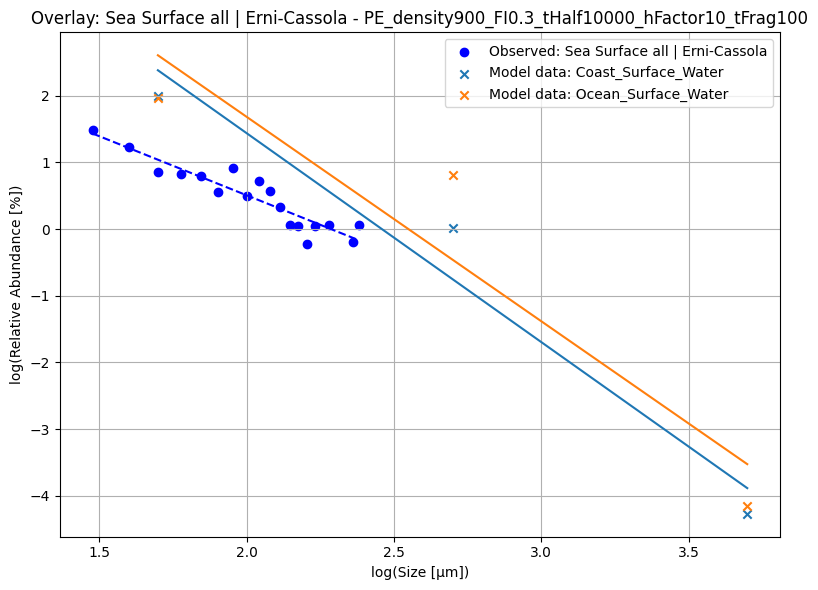 Overlay: Sea Surface all | Erni-Cassola - PE_density900_FI0.3_tHalf10000_hFactor10_tFrag100
Observed: Sea Surface all | Erni-Cassola
Model data: Coast_Surface_Water
Model data: Ocean_Surface_Water
log(Relative Abundance [%])
2
1
0
−1
−2
−3
−4
1.5
2.0
2.5
3.0
3.5
log(Size [μm])